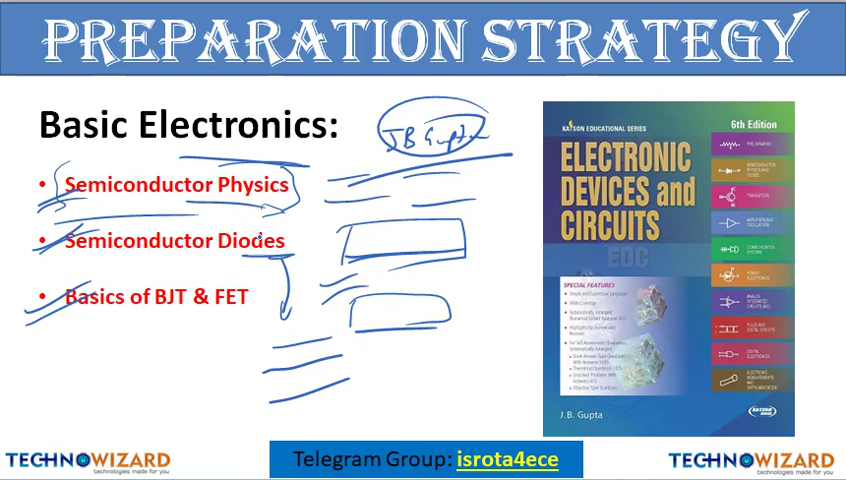 PREPARATION STRATEGY
Basic Electronics:
JB Gupta
• Semiconductor Physics
• Semiconductor Diodes
• Basics of BJT & FET
KATSON EDUCATIONAL SERIES
6th Edition
ELECTRONIC
DEVICES and
CIRCUITS
EDC
SPECIAL FEATURES
J.B. Gupta
KATSON
TECHNOWIZARD
technologies made for you
Telegram Group: isrota4ece
TECHNOWIZARD
technologies made for you